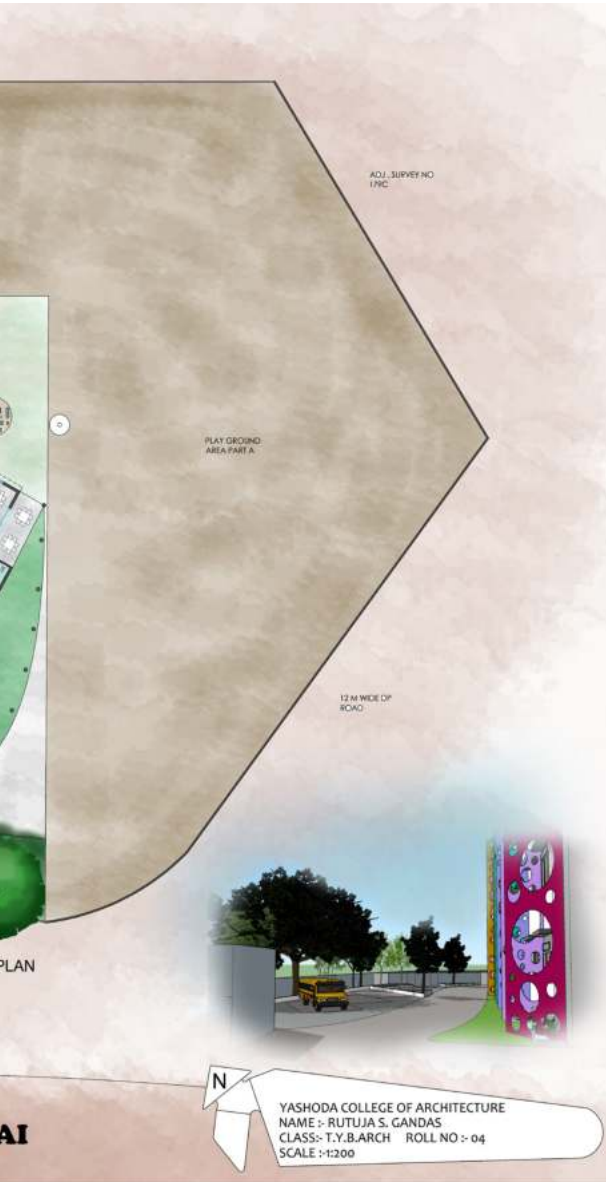 ADJ . SURVEY NO
179C
PLAY GROUND
AREA PART A
12 M WIDE DP
ROAD
PLAN
N
AI
YASHODA COLLEGE OF ARCHITECTURE
NAME :- RUTUJA S. GANDAS
CLASS:- T.Y.B.ARCH ROLL NO :- 04
SCALE :-1:200